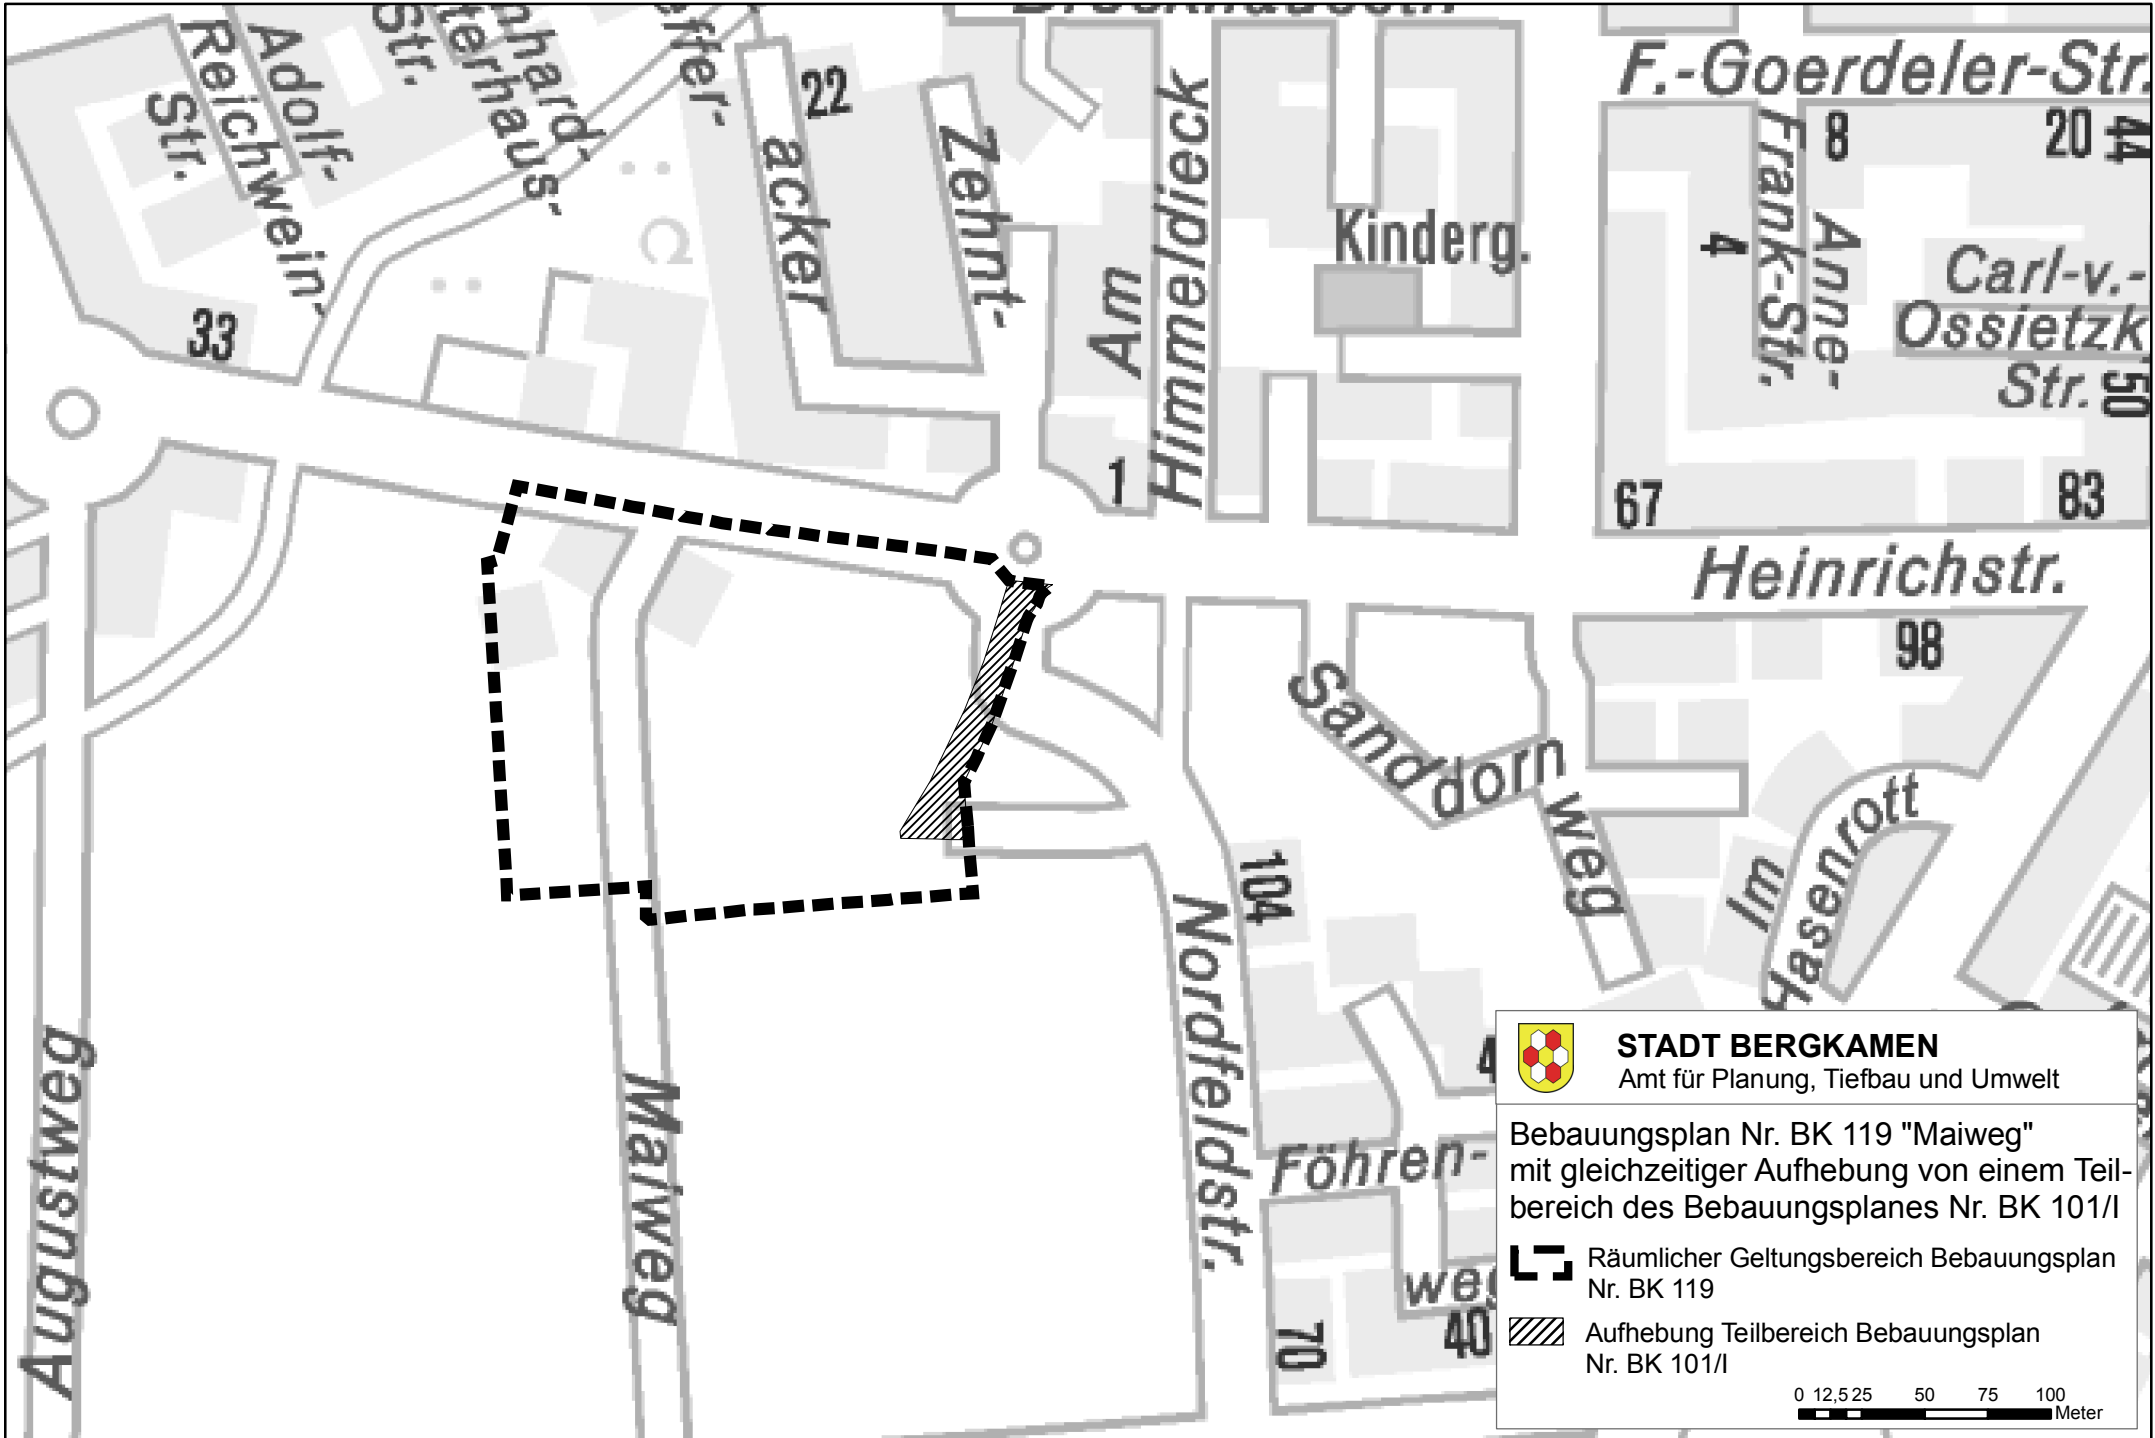 Str.
Adolf-
Reichwein-
Str.
33
22
acker
Zehnt-
Am
Himmeldieck
1
Kinderg.
F.-Goerdeler-Str.
8
20
44
4
Anne-
Frank-Str.
Carl-v.-
Ossietzk
Str.
50
67
83
Heinrichstr.
98
Sanddorn
weg
Im
Hasenrott
104
Nordfeldstr.
Augustweg
Maiweg
Föhren-
weg
70
40
STADT BERGKAMEN
Amt für Planung, Tiefbau und Umwelt
Bebauungsplan Nr. BK 119 "Maiweg"
mit gleichzeitiger Aufhebung von einem Teil-
bereich des Bebauungsplanes Nr. BK 101/I
Räumlicher Geltungsbereich Bebauungsplan
Nr. BK 119
Aufhebung Teilbereich Bebauungsplan
Nr. BK 101/I
0 12,5 25 50 75 100
Meter